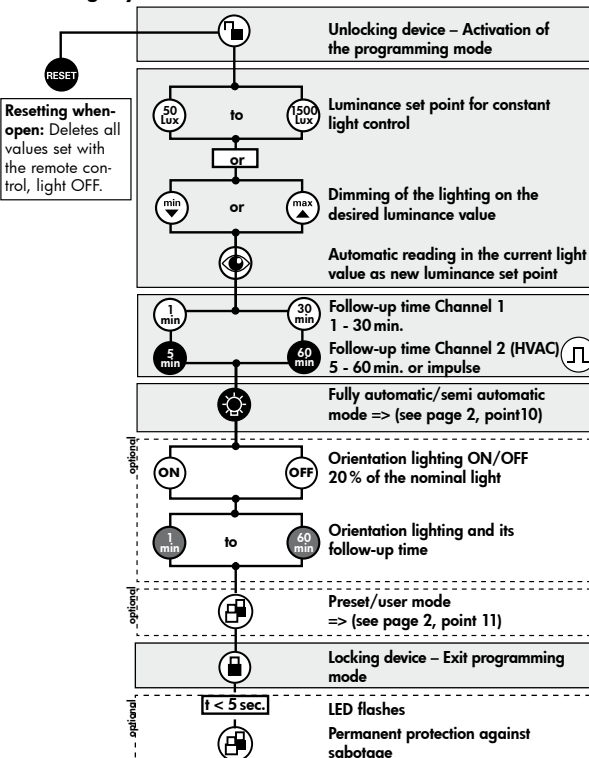 Unlocking device – Activation of
the programming mode
RESET
Resetting when-
open: Deletes all
values set with
the remote con-
trol, light OFF.
50
Lux
to
1500
Lux
Luminance set point for constant
light control
or
min
or
max
Dimming of the lighting on the
desired luminance value
Automatic reading in the current light
value as new luminance set point
1
min
30
min
Follow-up time Channel 1
1 - 30 min.
5
min
60
min
Follow-up time Channel 2 (HVAC)
5 - 60 min. or impulse
Fully automatic/semi automatic
mode => (see page 2, point10)
optional
ON
OFF
Orientation lighting ON/OFF
20 % of the nominal light
1
min
to
60
min
Orientation lighting and its
follow-up time
optional
Preset/user mode
=> (see page 2, point 11)
Locking device – Exit programming
mode
optional
t < 5 sec.
LED flashes
Permanent protection against
sabotage